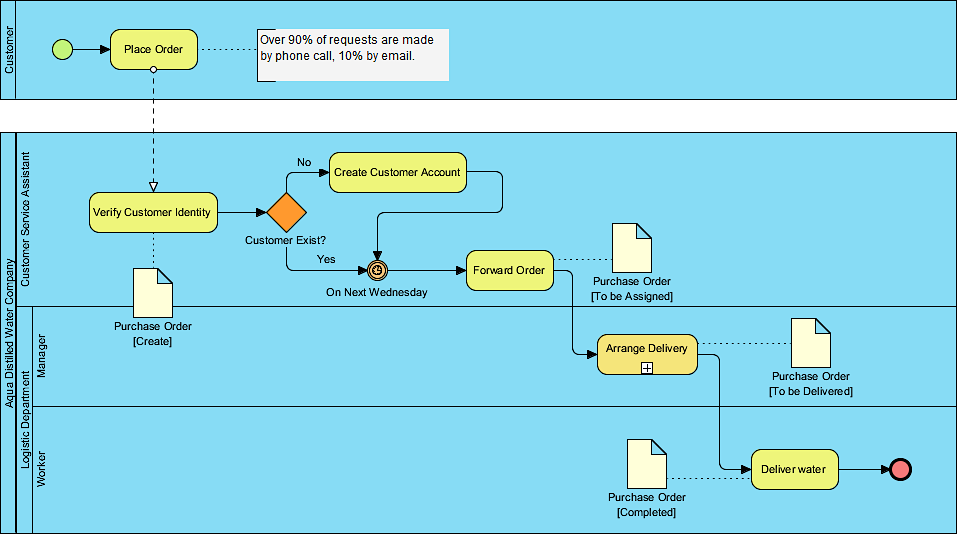 Customer
Place Order
Over 90% of requests are made
by phone call, 10% by email.
Aqua Distilled Water Company
Customer Service Assistant
No
Create Customer Account
Verify Customer Identity
Customer Exist?
Yes
On Next Wednesday
Forward Order
Purchase Order
[To be Assigned]
Purchase Order
[Create]
Logistic Department
Manager
Arrange Delivery
Purchase Order
[To be Delivered]
Worker
Purchase Order
[Completed]
Deliver water